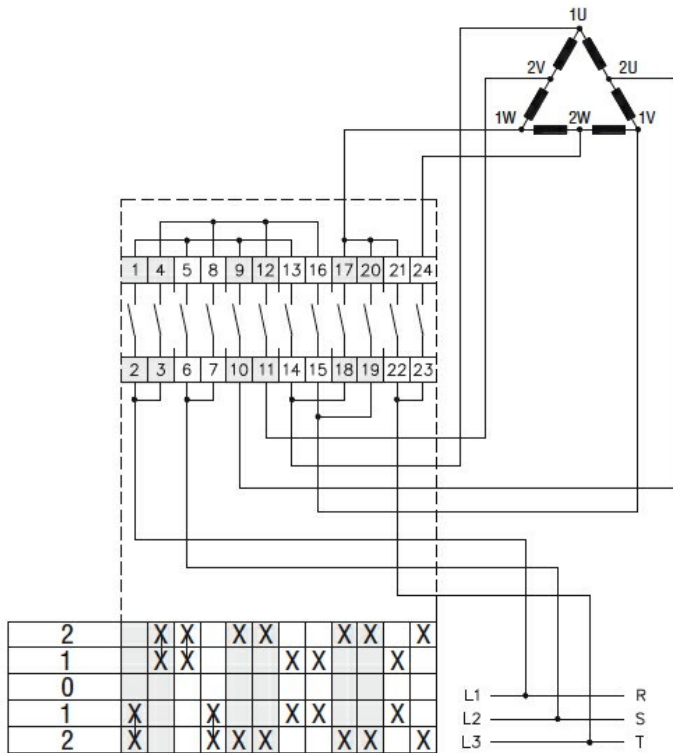 1U
2V 2U
1W 2W 1V
1 4 5 8 9 12 13 16 17 20 21 24
2 3 6 7 10 11 14 15 18 19 22 23
2 X X X X X X X
1 X X X X X
0
1 X X X X X
2 X X X X X X X
L1 R
L2 S
L3 T